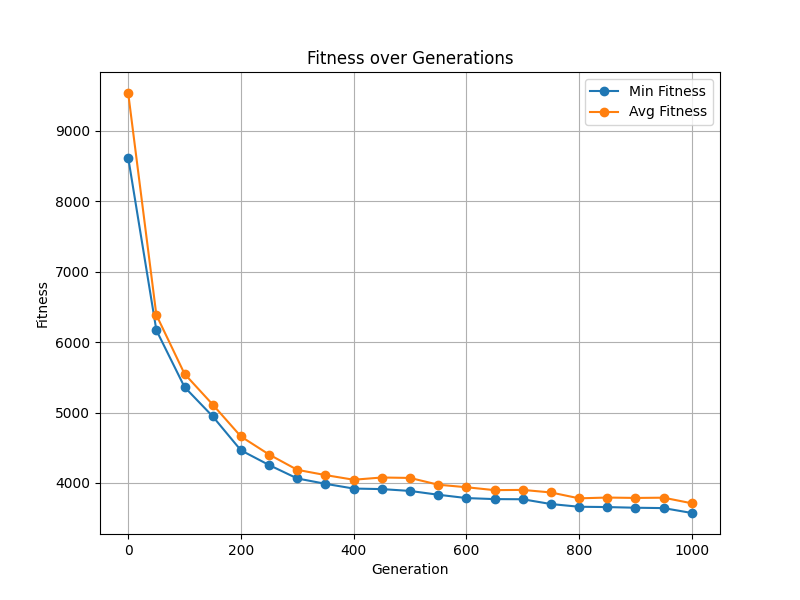 Fitness over Generations
Min Fitness
Avg Fitness
9000
8000
7000
6000
5000
4000
Fitness
0 200 400 600 800 1000
Generation